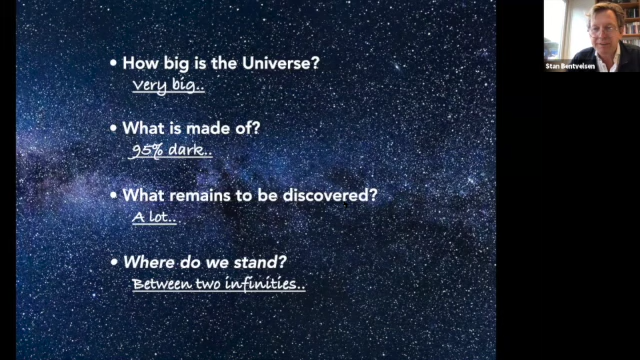 • How big is the Universe?
Very big..
• What is made of?
95% dark..
• What remains to be discovered?
A lot..
• Where do we stand?
Between two infinities..
Stan Bentvelsen